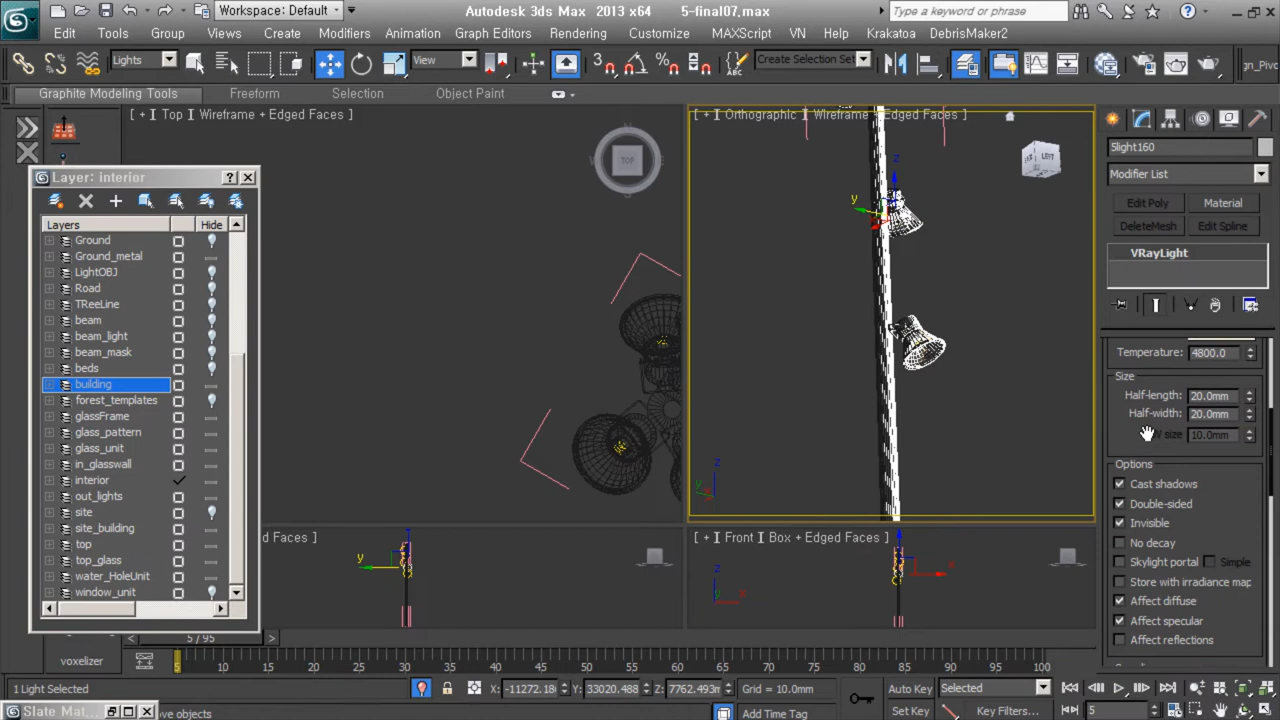 Workspace: Default
Autodesk 3ds Max 2013 x64
5-final07.max
Type a keyword or phrase
Edit
Tools
Group
Views
Create
Modifiers
Animation
Graph Editors
Rendering
Customize
MAXScript
VN
Help
Krakatoa
DebrisMaker2
Lights
View
Create Selection Set
gn_Pivo
Graphite Modeling Tools
Freeform
Selection
Object Paint
[ + ] [ Top ] [ Wireframe + Edged Faces ]
[ + ] [ Orthographic ] [ Wireframe + Edged Faces ]
TOP
LEFT
Slight160
Modifier List
Edit Poly
Material
DeleteMesh
Edit Spline
VRayLight
Layer: interior
Layers
Hide
Ground
Ground_metal
LightOBJ
Road
TReeLine
beam
beam_light
beam_mask
beds
building
forest_templates
glassFrame
glass_pattern
glass_unit
in_glasswall
interior
out_lights
site
site_building
top
top_glass
water_HoleUnit
window_unit
z
y
z
y
Temperature: 4800.0
Size
Half-length: 20.0mm
Half-width: 20.0mm
size 10.0mm
Options
Cast shadows
Double-sided
Invisible
No decay
Skylight portal
Simple
Store with irradiance map
Affect diffuse
Affect specular
Affect reflections
d Faces ]
[ + ] [ Front ] [ Box + Edged Faces ]
y
z
x
z
y
x
5 / 95
voxelizer
5
10
15
20
25
30
35
40
45
50
55
60
65
70
75
80
85
90
95
100
1 Light Selected
X: -11272.18
Y: 33020.488
Z: 7762.493m
Grid = 10.0mm
Auto Key
Selected
Slate Mat...
ove objects
Add Time Tag
Set Key
Key Filters...
5